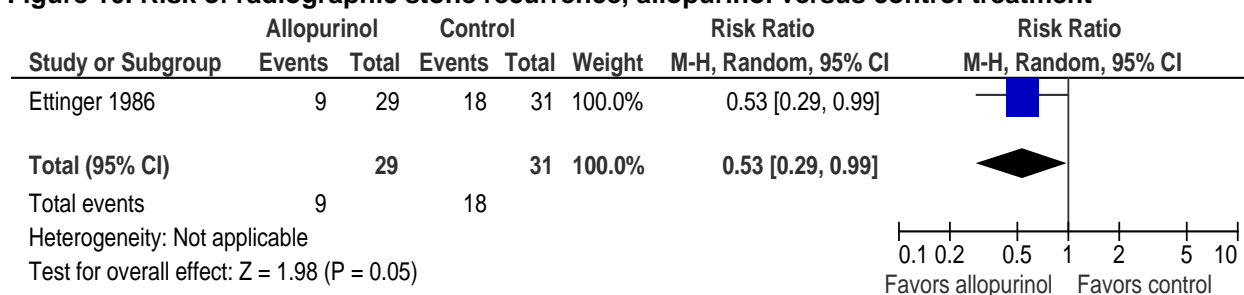 Allopurinol Control Risk Ratio Risk Ratio
Study or Subgroup Events Total Events Total Weight M-H, Random, 95% CI M-H, Random, 95% CI
Ettinger 1986 9 29 18 31 100.0% 0.53 [0.29, 0.99]
Total (95% CI) 29 31 100.0% 0.53 [0.29, 0.99]
Total events 9 18
Heterogeneity: Not applicable
Test for overall effect: Z = 1.98 (P = 0.05)
0.1 0.2 0.5 1 2 5 10
Favors allopurinol Favors control